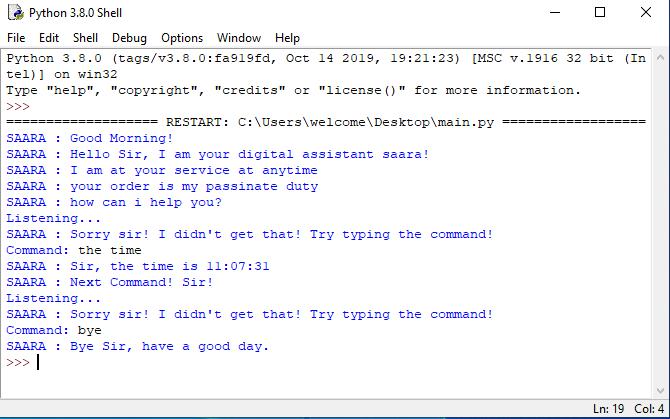 Python 3.8.0 Shell
File Edit Shell Debug Options Window Help
Python 3.8.0 (tags/v3.8.0:fa919fd, Oct 14 2019, 19:21:23) [MSC v.1916 32 bit (In
tel)] on win32
Type "help", "copyright", "credits" or "license()" for more information.
>>>
=================== RESTART: C:\Users\welcome\Desktop\main.py ==================
SAARA : Good Morning!
SAARA : Hello Sir, I am your digital assistant saara!
SAARA : I am at your service at anytime
SAARA : your order is my passinate duty
SAARA : how can i help you?
Listening...
SAARA : Sorry sir! I didn't get that! Try typing the command!
Command: the time
SAARA : Sir, the time is 11:07:31
SAARA : Next Command! Sir!
Listening...
SAARA : Sorry sir! I didn't get that! Try typing the command!
Command: bye
SAARA : Bye Sir, have a good day.
>>>
Ln: 19 Col: 4